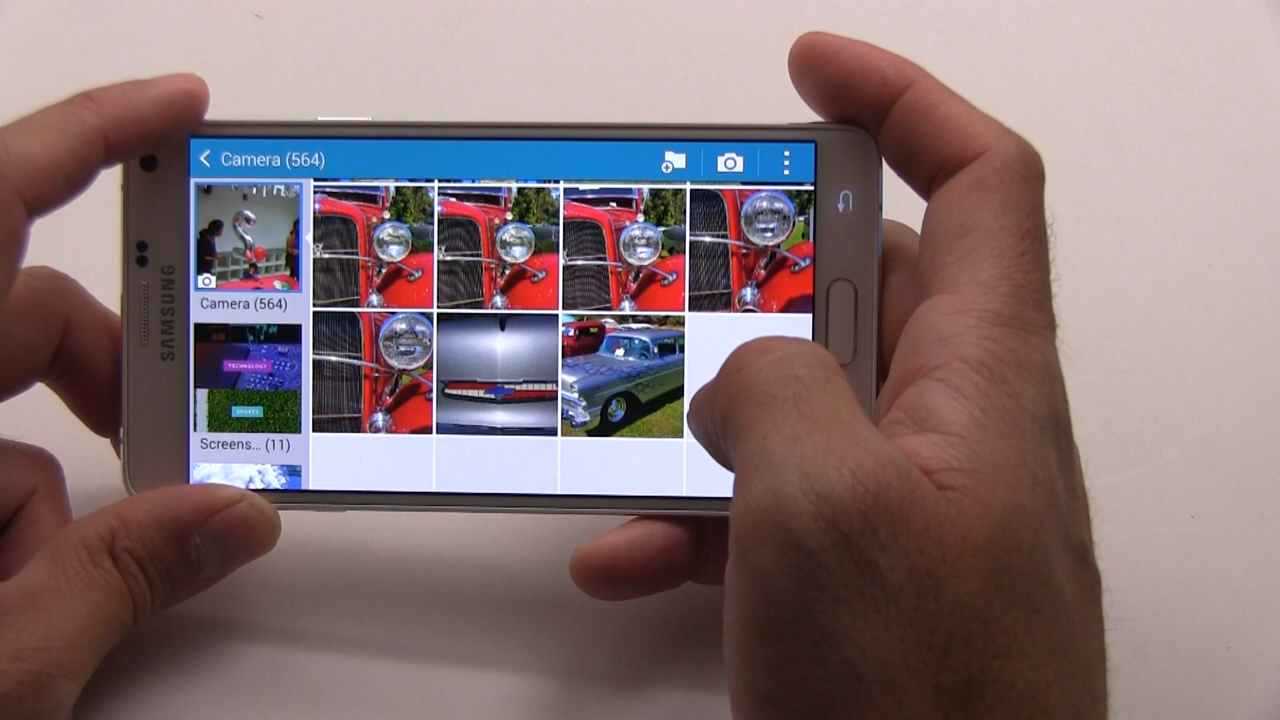 Camera (564)
Camera (564)
TECHNOLOGY
SPORTS
Screens... (11)
SAMSUNG